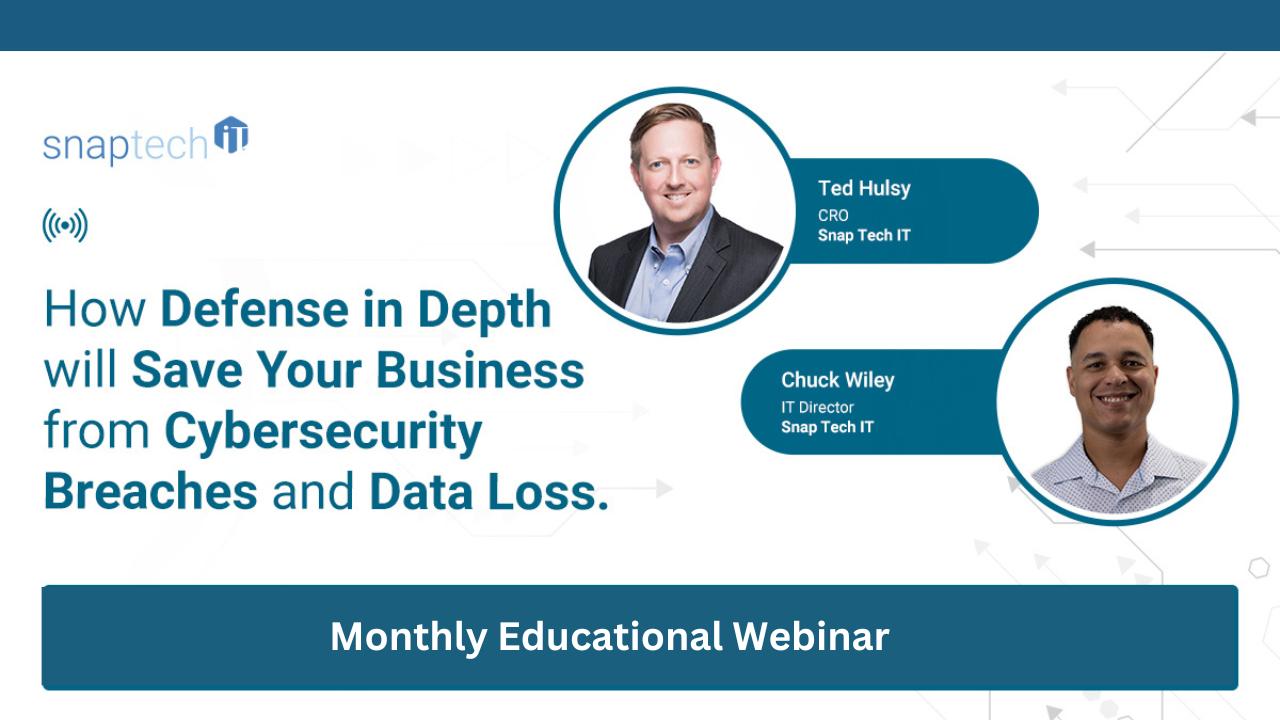 snaptech iT
How Defense in Depth
will Save Your Business
from Cybersecurity
Breaches and Data Loss.
Ted Hulsy
CRO
Snap Tech IT
Chuck Wiley
IT Director
Snap Tech IT
Monthly Educational Webinar